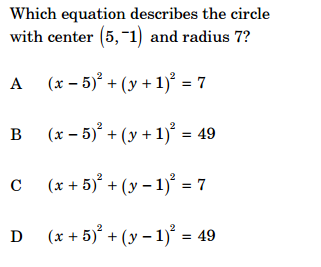 Which equation describes the circle
with center (5, ⁻1) and radius 7?
A (x − 5)² + (y + 1)² = 7
B (x − 5)² + (y + 1)² = 49
C (x + 5)² + (y − 1)² = 7
D (x + 5)² + (y − 1)² = 49